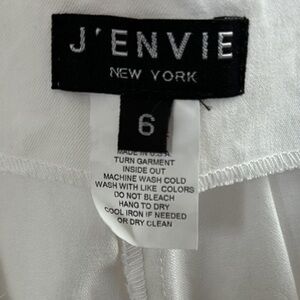 J'ENVIE
NEW YORK
6
MADE IN U.S.A
TURN GARMENT
INSIDE OUT
MACHINE WASH COLD
WASH WITH LIKE COLORS
DO NOT BLEACH
HANG TO DRY
COOL IRON IF NEEDED
OR DRY CLEAN